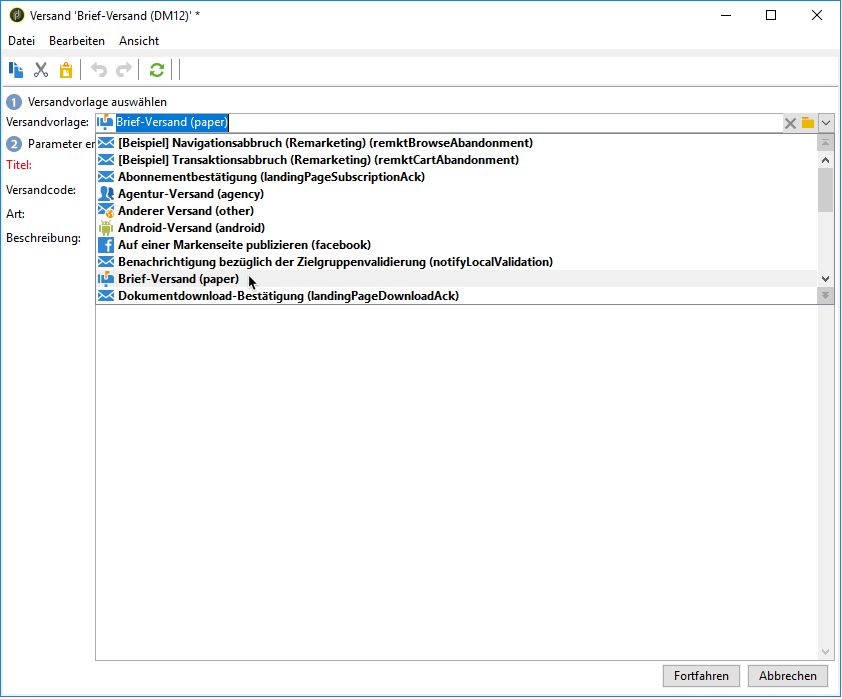 Versand 'Brief-Versand (DM12)' *
Datei Bearbeiten Ansicht
1 Versandvorlage auswählen
Versandvorlage: Brief-Versand (paper)
2 Parameter er
Titel:
Versandcode:
Art:
Beschreibung:
[Beispiel] Navigationsabbruch (Remarketing) (remktBrowseAbandonment)
[Beispiel] Transaktionsabbruch (Remarketing) (remktCartAbandonment)
Abonnementbestätigung (landingPageSubscriptionAck)
Agentur-Versand (agency)
Anderer Versand (other)
Android-Versand (android)
Auf einer Markenseite publizieren (facebook)
Benachrichtigung bezüglich der Zielgruppenvalidierung (notifyLocalValidation)
Brief-Versand (paper)
Dokumentdownload-Bestätigung (landingPageDownloadAck)
Fortfahren Abbrechen